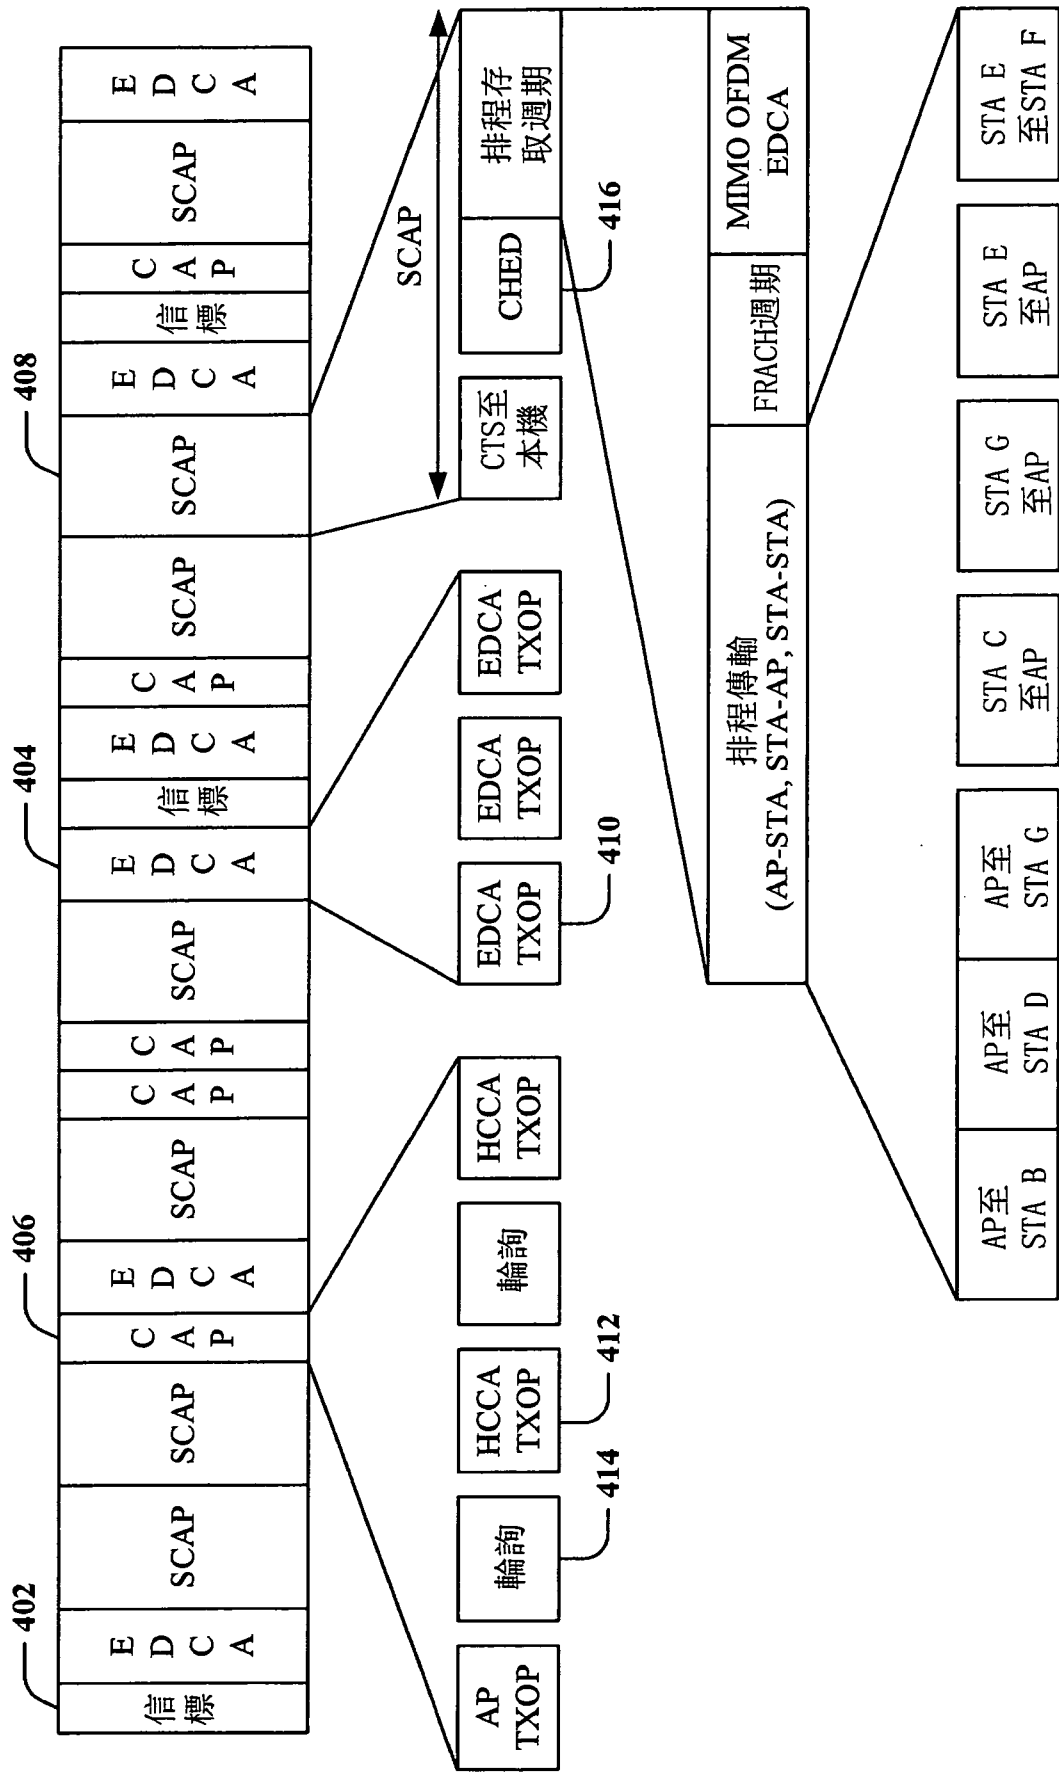 402
406
404
408
信標
EDCA
SCAP
SCAP
CAP
EDCA
SCAP
CAP
CAP
SCAP
EDCA
信標
EDCA
CAP
SCAP
SCAP
EDCA
信標
CAP
SCAP
EDCA
SCAP
AP
TXOP
輪詢
HCCA
TXOP
輪詢
HCCA
TXOP
EDCA
TXOP
EDCA
TXOP
EDCA
TXOP
CTS至
本機
CHED
排程存
取週期
414
412
410
416
排程傳輸
(AP-STA, STA-AP, STA-STA)
FRACH週期
MIMO OFDM
EDCA
AP至
STA B
AP至
STA D
AP至
STA G
STA C
至AP
STA G
至AP
STA E
至AP
STA E
至STA F